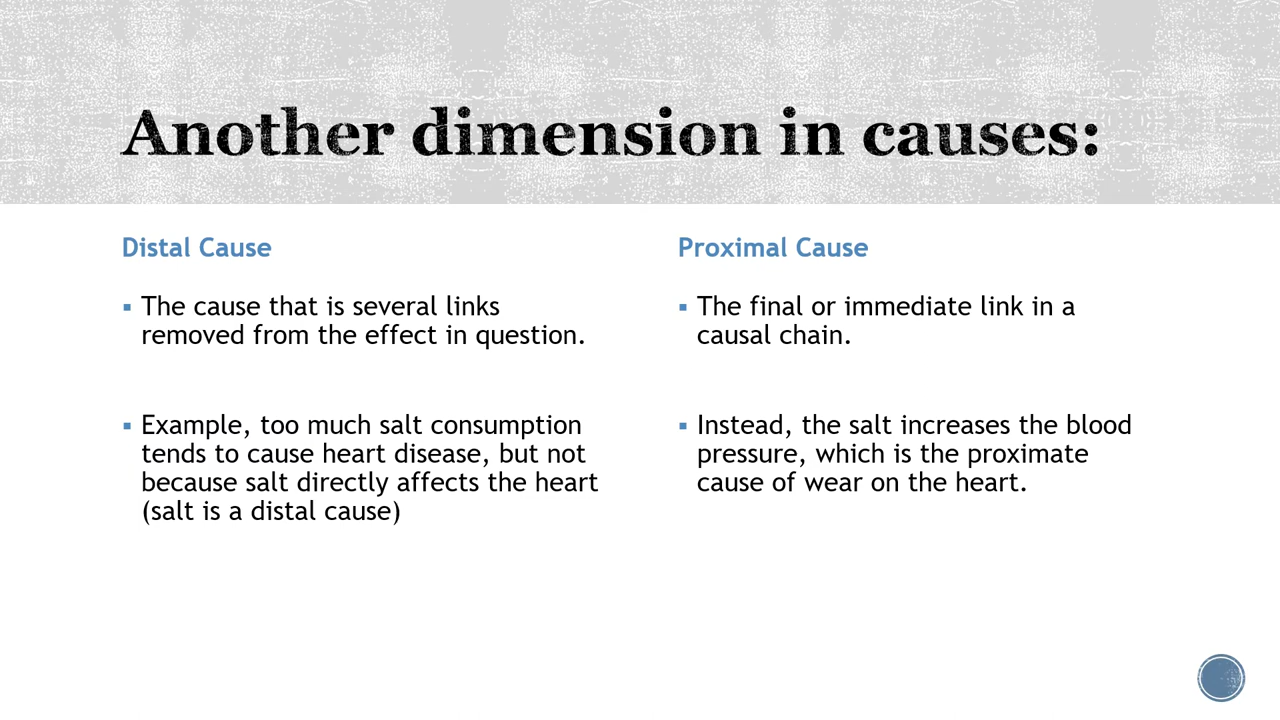 Another dimension in causes:
Distal Cause
▪ The cause that is several links
removed from the effect in question.
▪ Example, too much salt consumption
tends to cause heart disease, but not
because salt directly affects the heart
(salt is a distal cause)
Proximal Cause
▪ The final or immediate link in a
causal chain.
▪ Instead, the salt increases the blood
pressure, which is the proximate
cause of wear on the heart.